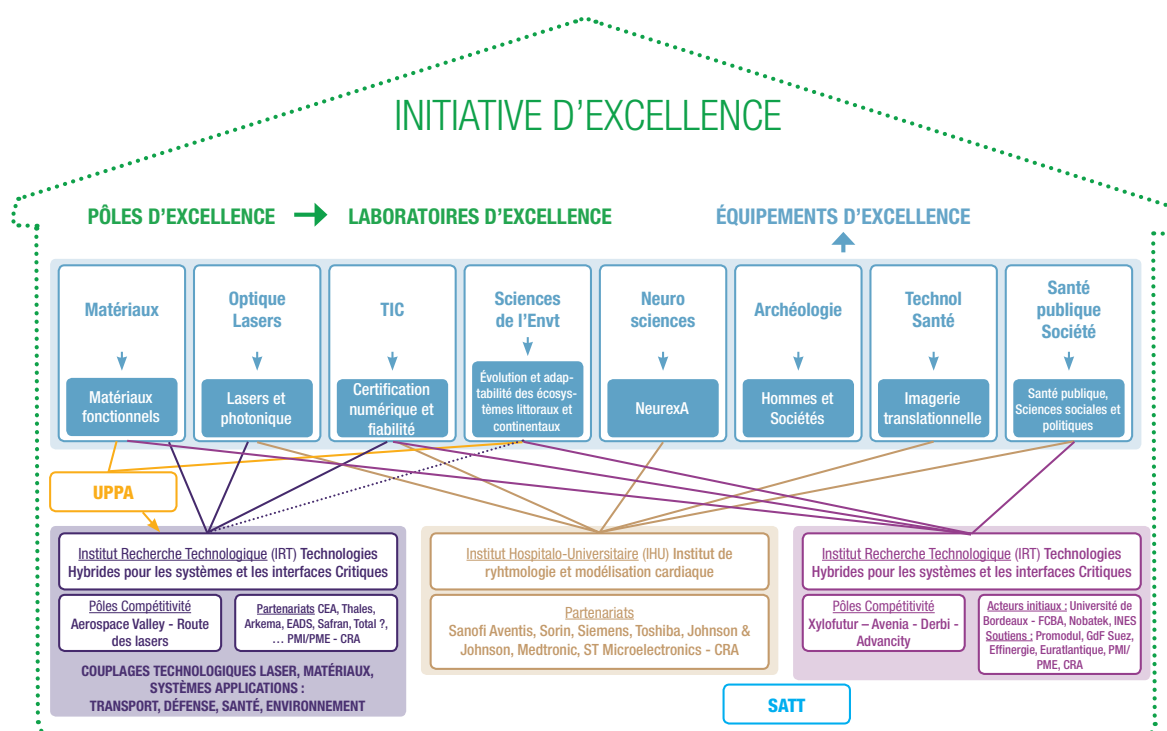 INITIATIVE D'EXCELLENCE
PÔLES D'EXCELLENCE
LABORATOIRES D'EXCELLENCE
ÉQUIPEMENTS D'EXCELLENCE
Matériaux
Matériaux
fonctionnels
Optique
Lasers
Lasers et
photonique
TIC
Certification
numérique et
fiabilité
Sciences
de l'Envt
Évolution et adap-
tabilité des écosys-
tèmes littoraux et
continentaux
Neuro
sciences
NeurexA
Archéologie
Hommes et
Sociétés
Technol
Santé
Imagerie
translationnelle
Santé
publique
Société
Santé publique,
Sciences sociales et
politiques
UPPA
Institut Recherche Technologique (IRT) Technologies
Hybrides pour les systèmes et les interfaces Critiques
Pôles Compétivité
Aerospace Valley - Route
des lasers
Partenariats CEA, Thales,
Arkema, EADS, Safran, Total ?,
… PMI/PME - CRA
COUPLAGES TECHNOLOGIQUES LASER, MATÉRIAUX,
SYSTÈMES APPLICATIONS :
TRANSPORT, DÉFENSE, SANTÉ, ENVIRONNEMENT
Institut Hospitalo-Universitaire (IHU) Institut de
ryhtmologie et modélisation cardiaque
Partenariats
Sanofi Aventis, Sorin, Siemens, Toshiba, Johnson &
Johnson, Medtronic, ST Microelectronics - CRA
Institut Recherche Technologique (IRT) Technologies
Hybrides pour les systèmes et les interfaces Critiques
Pôles Compétivité
Xylofutur – Avenia - Derbi -
Advancity
Acteurs initiaux : Université de
Bordeaux - FCBA, Nobatek, INES
Soutiens : Promodul, GdF Suez,
Effinergie, Euratlantique, PMI/
PME, CRA
SATT